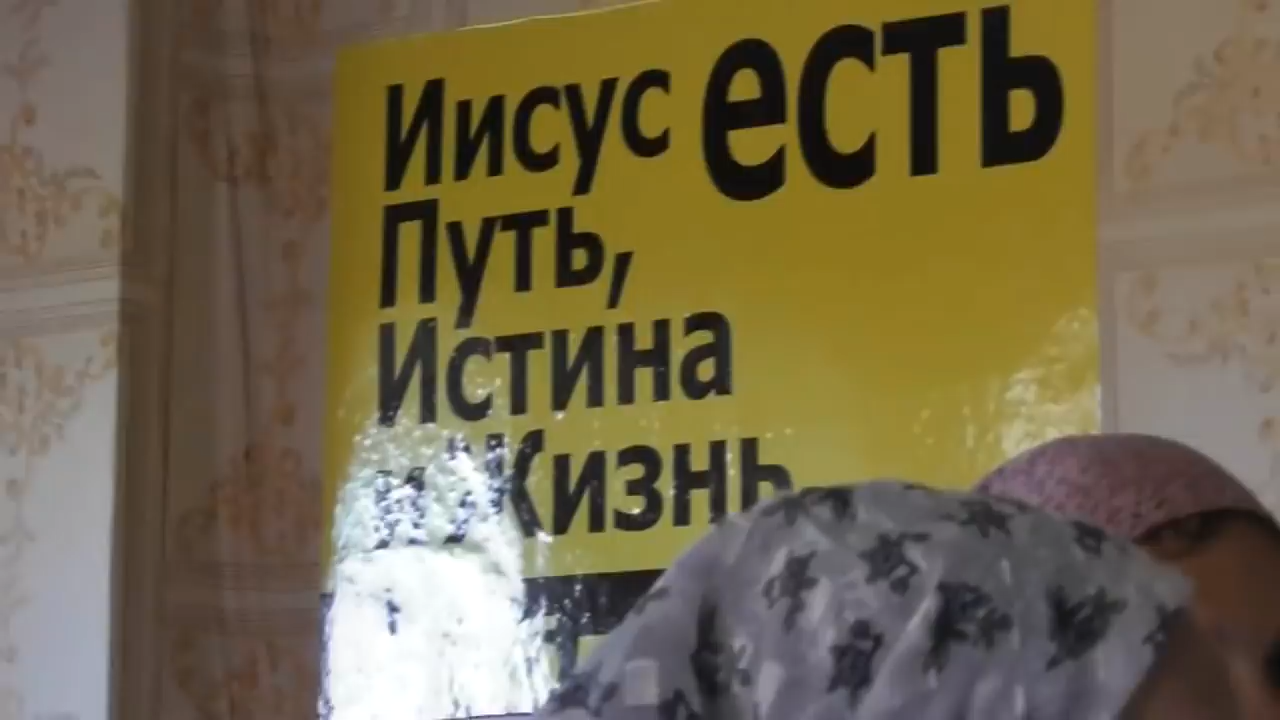 Иисус есть
Путь,
Истина
и Жизнь